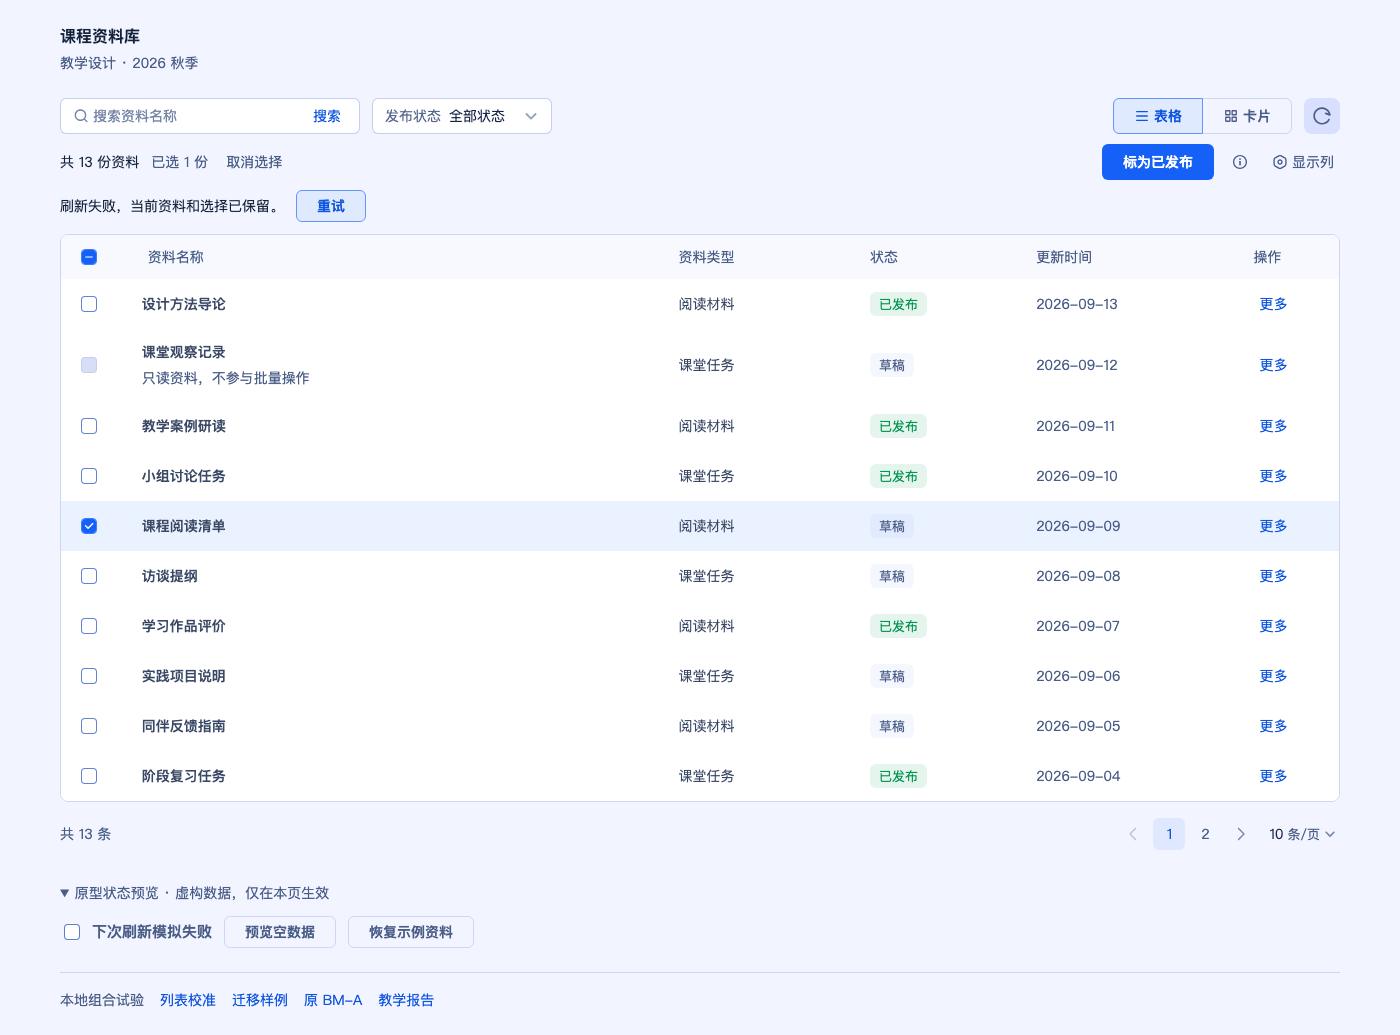 课程资料库
教学设计 · 2026 秋季
搜索资料名称 搜索 发布状态 全部状态 表格 卡片
共 13 份资料 已选 1 份 取消选择 标为已发布 显示列
刷新失败，当前资料和选择已保留。 重试
资料名称 资料类型 状态 更新时间 操作
设计方法导论 阅读材料 已发布 2026-09-13 更多
课堂观察记录
只读资料，不参与批量操作
课堂任务 草稿 2026-09-12 更多
教学案例研读 阅读材料 已发布 2026-09-11 更多
小组讨论任务 课堂任务 已发布 2026-09-10 更多
课程阅读清单 阅读材料 草稿 2026-09-09 更多
访谈提纲 课堂任务 草稿 2026-09-08 更多
学习作品评价 阅读材料 已发布 2026-09-07 更多
实践项目说明 课堂任务 草稿 2026-09-06 更多
同伴反馈指南 阅读材料 草稿 2026-09-05 更多
阶段复习任务 课堂任务 已发布 2026-09-04 更多
共 13 条 1 2 10 条/页
原型状态预览 · 虚构数据，仅在本页生效
下次刷新模拟失败 预览空数据 恢复示例资料
本地组合试验 列表校准 迁移样例 原 BM-A 教学报告